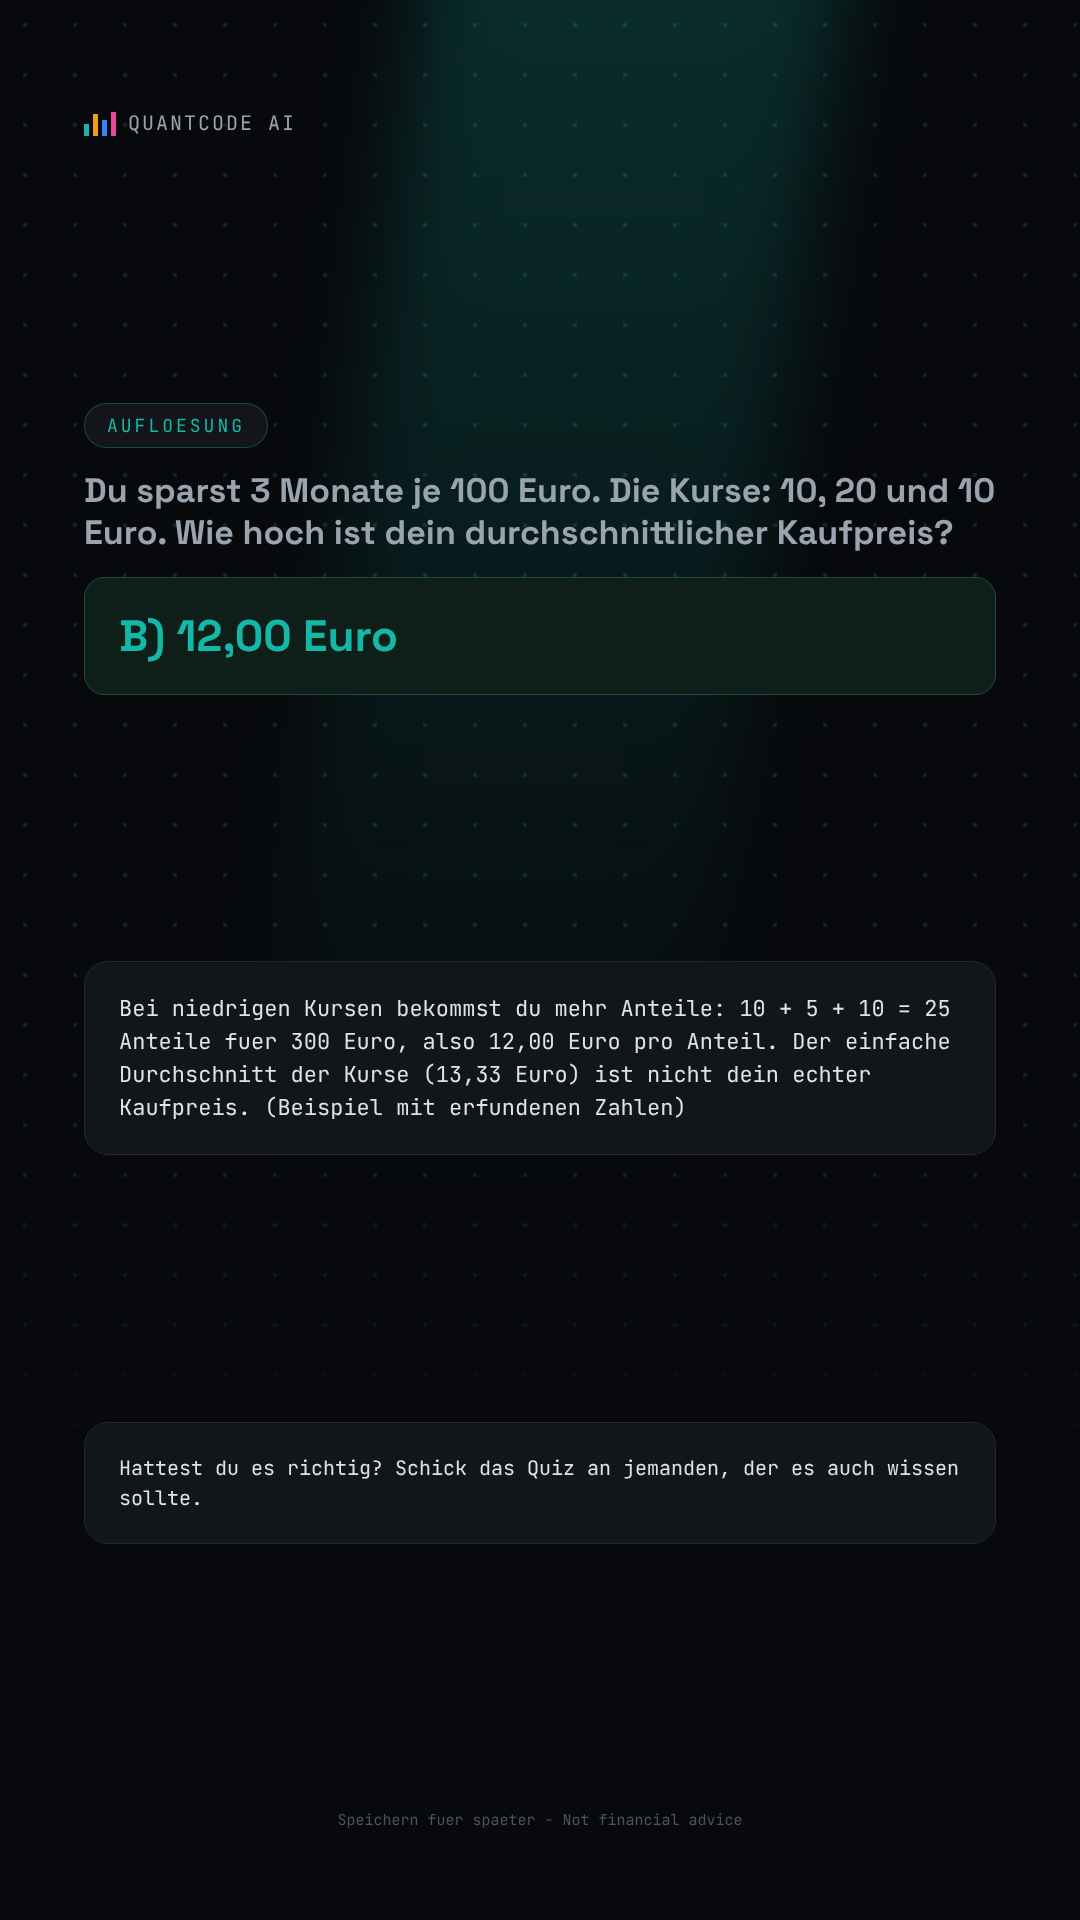 QUANTCODE AI
AUFLOESUNG
Du sparst 3 Monate je 100 Euro. Die Kurse: 10, 20 und 10
Euro. Wie hoch ist dein durchschnittlicher Kaufpreis?
B) 12,00 Euro
Bei niedrigen Kursen bekommst du mehr Anteile: 10 + 5 + 10 = 25
Anteile fuer 300 Euro, also 12,00 Euro pro Anteil. Der einfache
Durchschnitt der Kurse (13,33 Euro) ist nicht dein echter
Kaufpreis. (Beispiel mit erfundenen Zahlen)
Hattest du es richtig? Schick das Quiz an jemanden, der es auch wissen
sollte.
Speichern fuer spaeter - Not financial advice